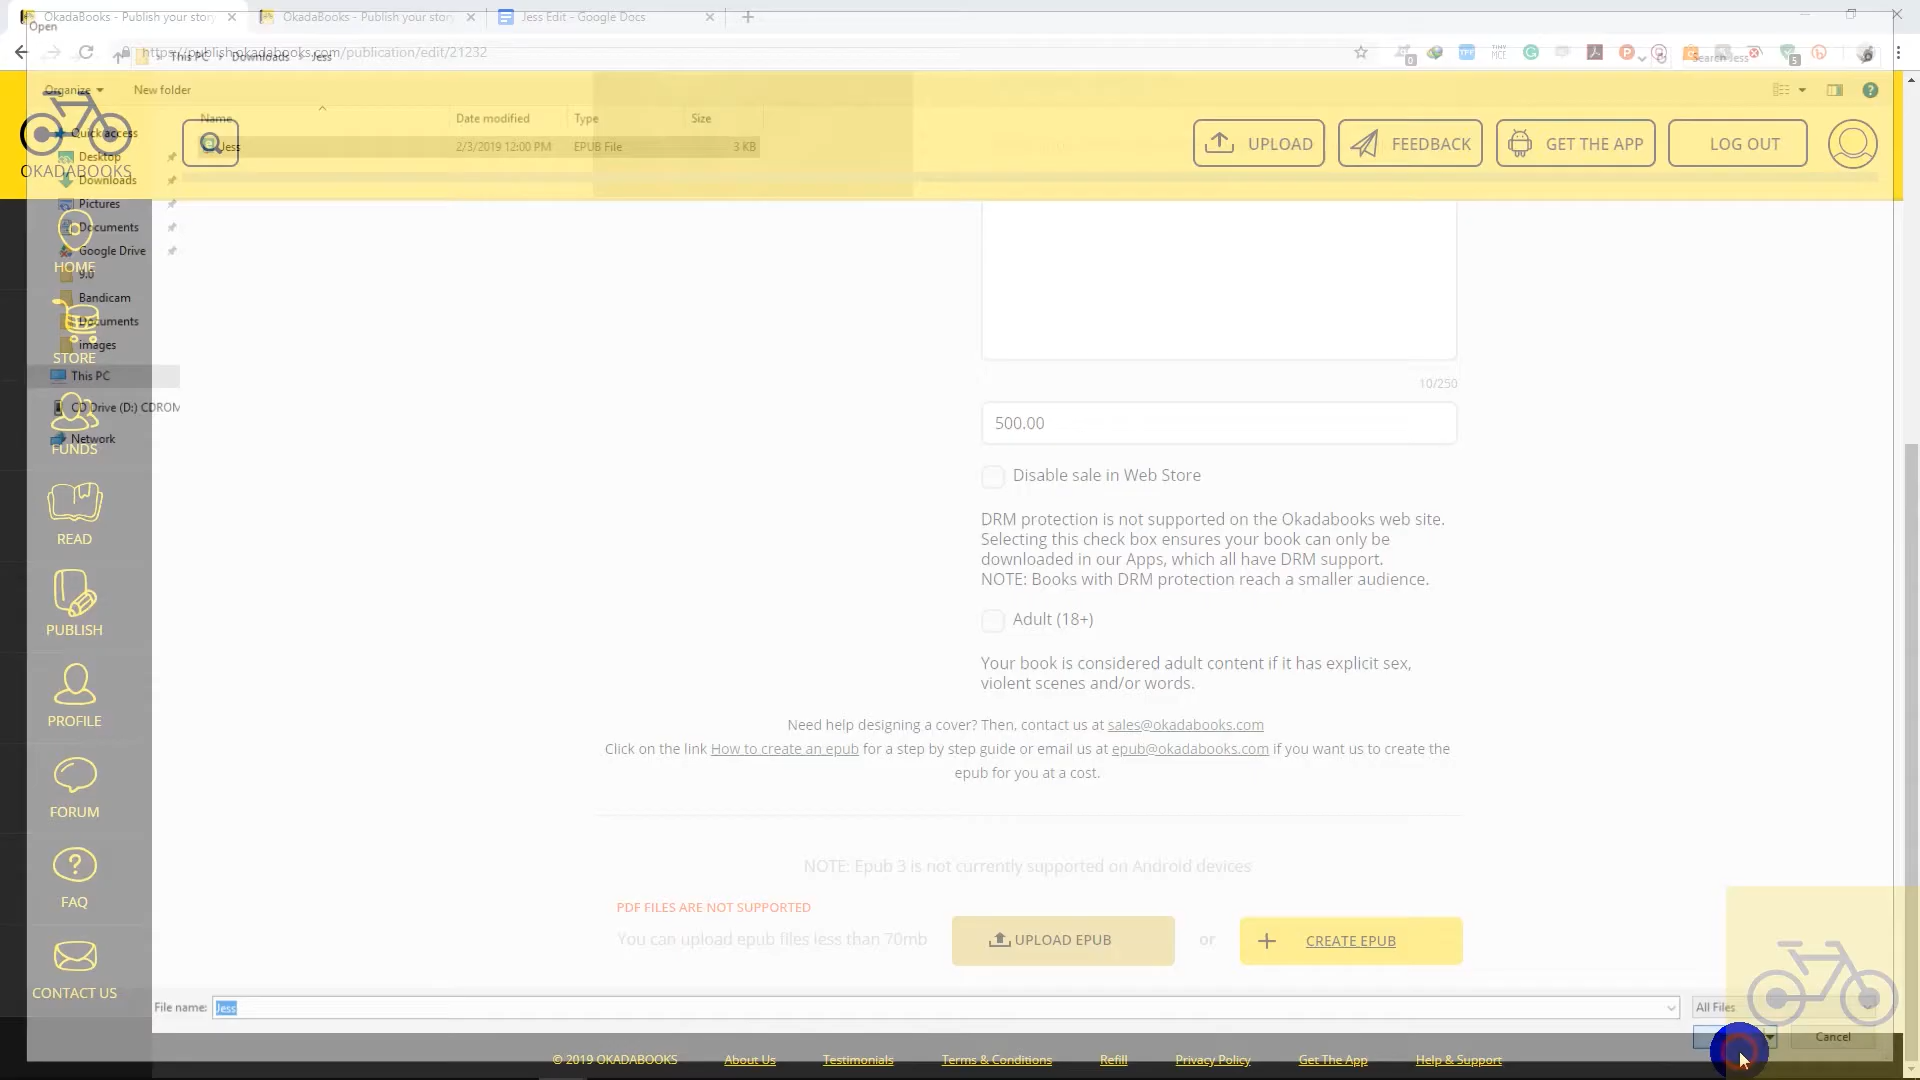 OkadaBooks - Publish your story
OkadaBooks - Publish your story
Jess Edit - Google Docs
Open
https://publish.okadabooks.com/publication/edit/21232
This PC
Downloads
Jess
Search Jess
Organize
New folder
Name
Date modified
Type
Size
Jess
2/3/2019 12:00 PM
EPUB File
3 KB
OKADABOOKS
UPLOAD
FEEDBACK
GET THE APP
LOG OUT
Quick access
Desktop
Downloads
Pictures
Documents
Google Drive
9.0
Bandicam
Documents
images
This PC
CD Drive (D:) CDROM
Network
HOME
STORE
FUNDS
READ
PUBLISH
PROFILE
FORUM
FAQ
CONTACT US
10/250
500.00
Disable sale in Web Store
DRM protection is not supported on the Okadabooks web site.
Selecting this check box ensures your book can only be
downloaded in our Apps, which all have DRM support.
NOTE: Books with DRM protection reach a smaller audience.
Adult (18+)
Your book is considered adult content if it has explicit sex,
violent scenes and/or words.
Need help designing a cover? Then, contact us at sales@okadabooks.com
Click on the link How to create an epub for a step by step guide or email us at epub@okadabooks.com if you want us to create the
epub for you at a cost.
NOTE: Epub 3 is not currently supported on Android devices
PDF FILES ARE NOT SUPPORTED
You can upload epub files less than 70mb
UPLOAD EPUB
or
CREATE EPUB
File name:
Jess
All Files
Cancel
© 2019 OKADABOOKS
About Us
Testimonials
Terms & Conditions
Refill
Privacy Policy
Get The App
Help & Support